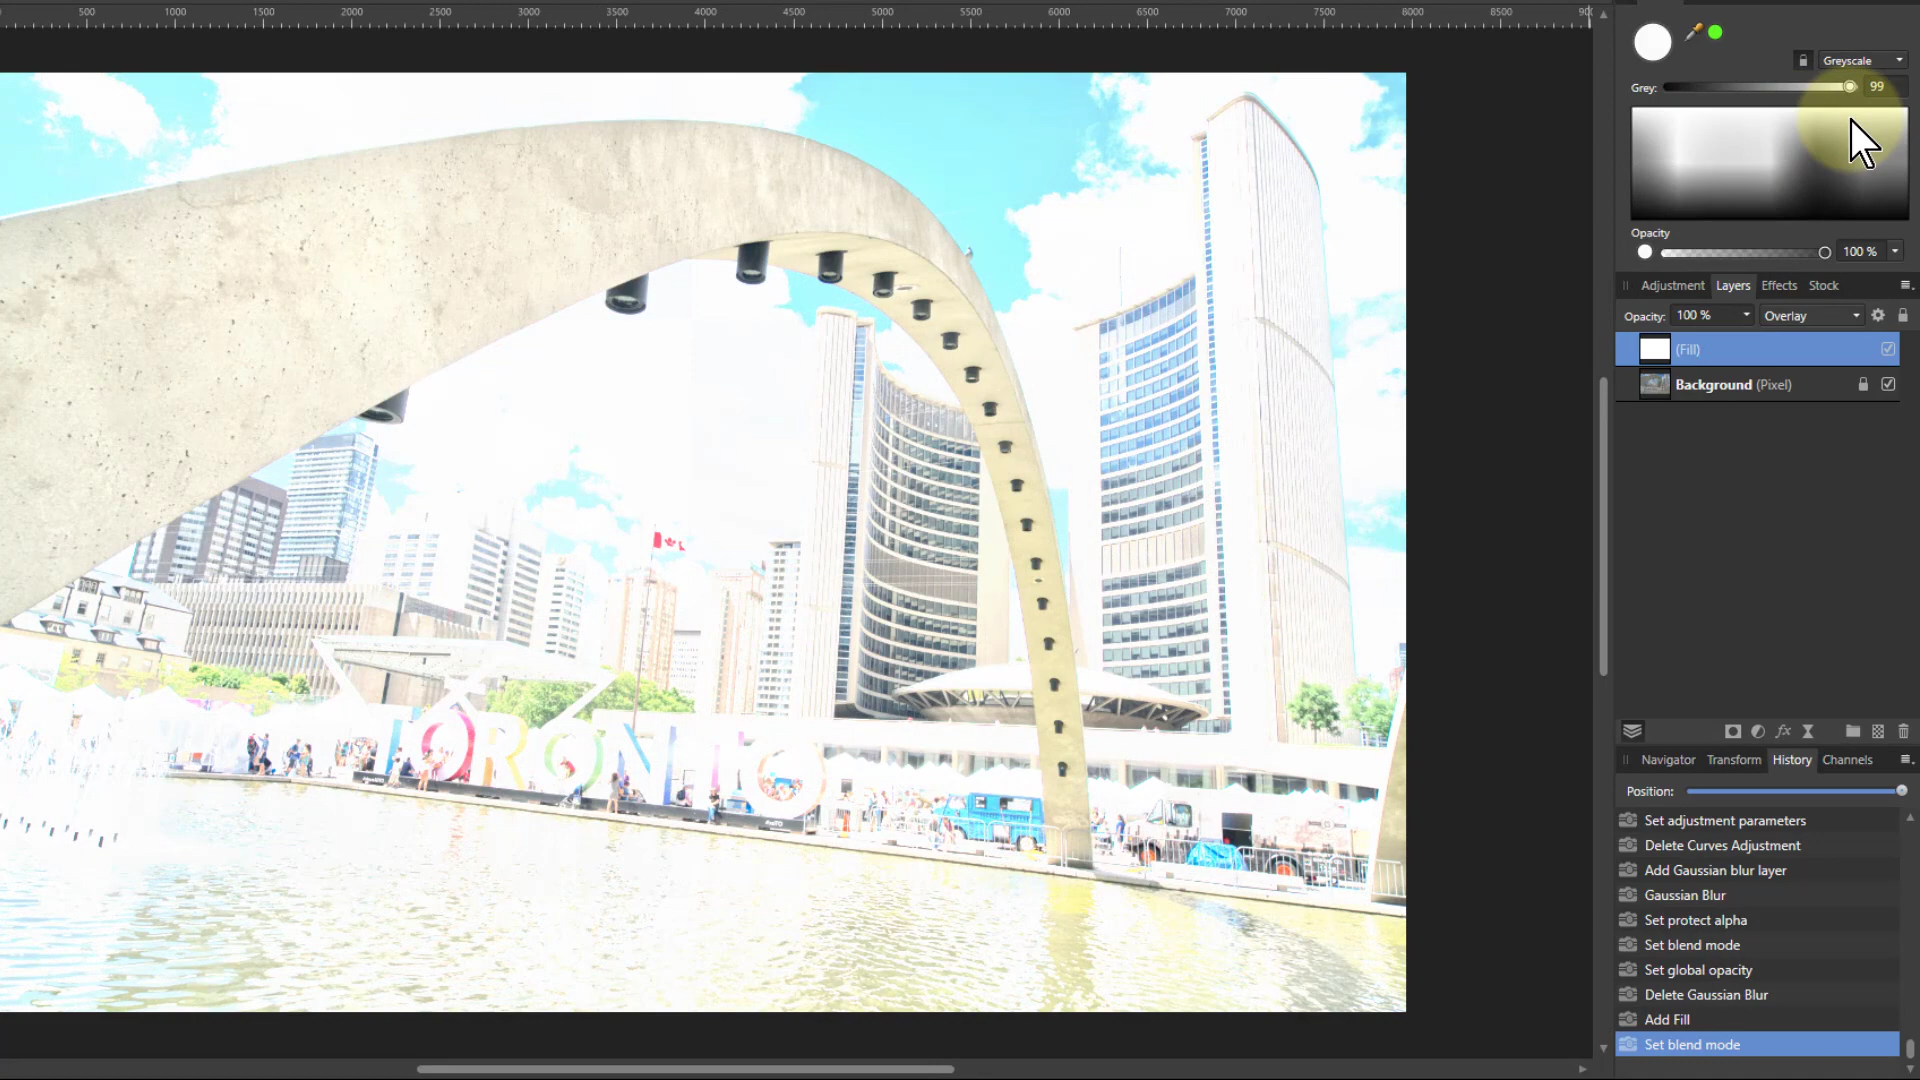 500 1000 1500 2000 2500 3000 3500 4000 4500 5000 5500 6000 6500 7000 7500 8000 8500
Greyscale
Grey: 99
Opacity
100 %
Adjustment Layers Effects Stock
Opacity: 100 % Overlay
(Fill)
Background (Pixel)
TORONTO
fx
Navigator Transform History Channels
Position:
Set adjustment parameters
Delete Curves Adjustment
Add Gaussian blur layer
Gaussian Blur
Set protect alpha
Set blend mode
Set global opacity
Delete Gaussian Blur
Add Fill
Set blend mode